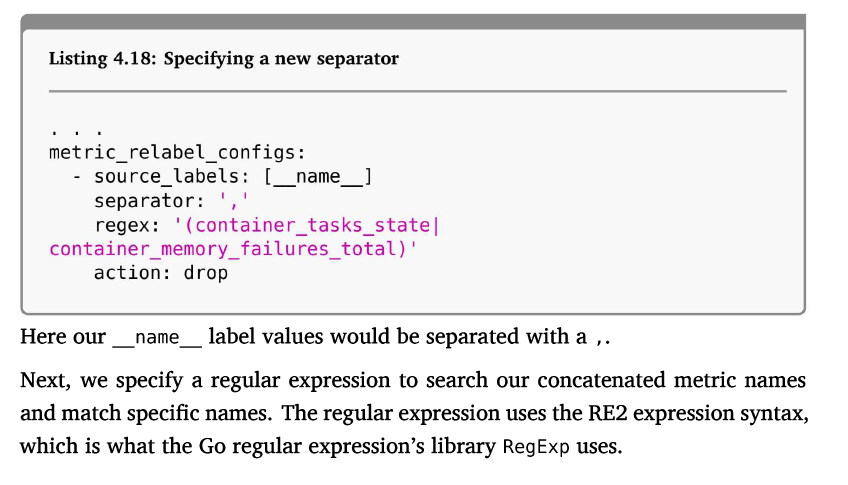 Listing 4.18: Specifying a new separator
. . .
metric_relabel_configs:
  - source_labels: [__name__]
    separator: ','
    regex: '(container_tasks_state|
container_memory_failures_total)'
    action: drop
Here our __name__ label values would be separated with a ,.
Next, we specify a regular expression to search our concatenated metric names
and match specific names. The regular expression uses the RE2 expression syntax,
which is what the Go regular expression’s library RegExp uses.